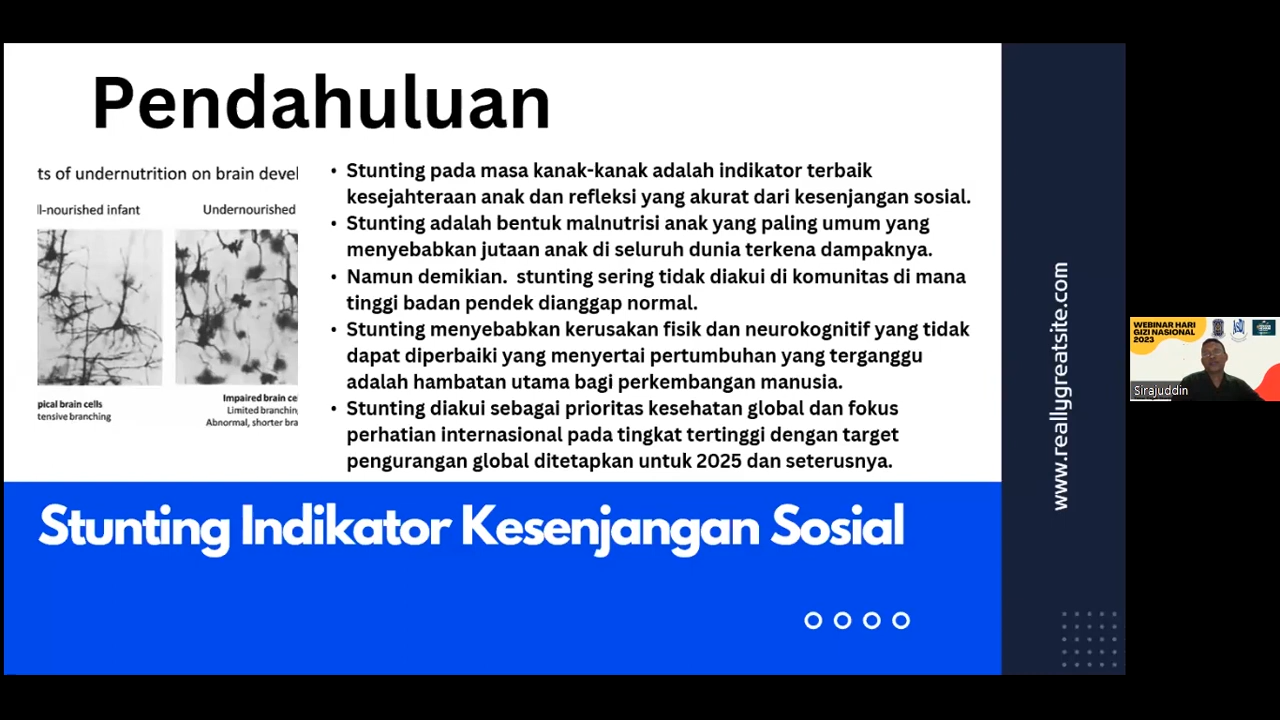 Pendahuluan
ts of undernutrition on brain devel
ll-nourished infant
Undernourished
pical brain cells
tensive branching
Impaired brain ce
Limited branchin
Abnormal, shorter bra
• Stunting pada masa kanak-kanak adalah indikator terbaik
kesejahteraan anak dan refleksi yang akurat dari kesenjangan sosial.
• Stunting adalah bentuk malnutrisi anak yang paling umum yang
menyebabkan jutaan anak di seluruh dunia terkena dampaknya.
• Namun demikian. stunting sering tidak diakui di komunitas di mana
tinggi badan pendek dianggap normal.
• Stunting menyebabkan kerusakan fisik dan neurokognitif yang tidak
dapat diperbaiki yang menyertai pertumbuhan yang terganggu
adalah hambatan utama bagi perkembangan manusia.
• Stunting diakui sebagai prioritas kesehatan global dan fokus
perhatian internasional pada tingkat tertinggi dengan target
pengurangan global ditetapkan untuk 2025 dan seterusnya.
Stunting Indikator Kesenjangan Sosial
www.reallygreatsite.com
WEBINAR HARI
GIZI NASIONAL
2023
Sirajuddin